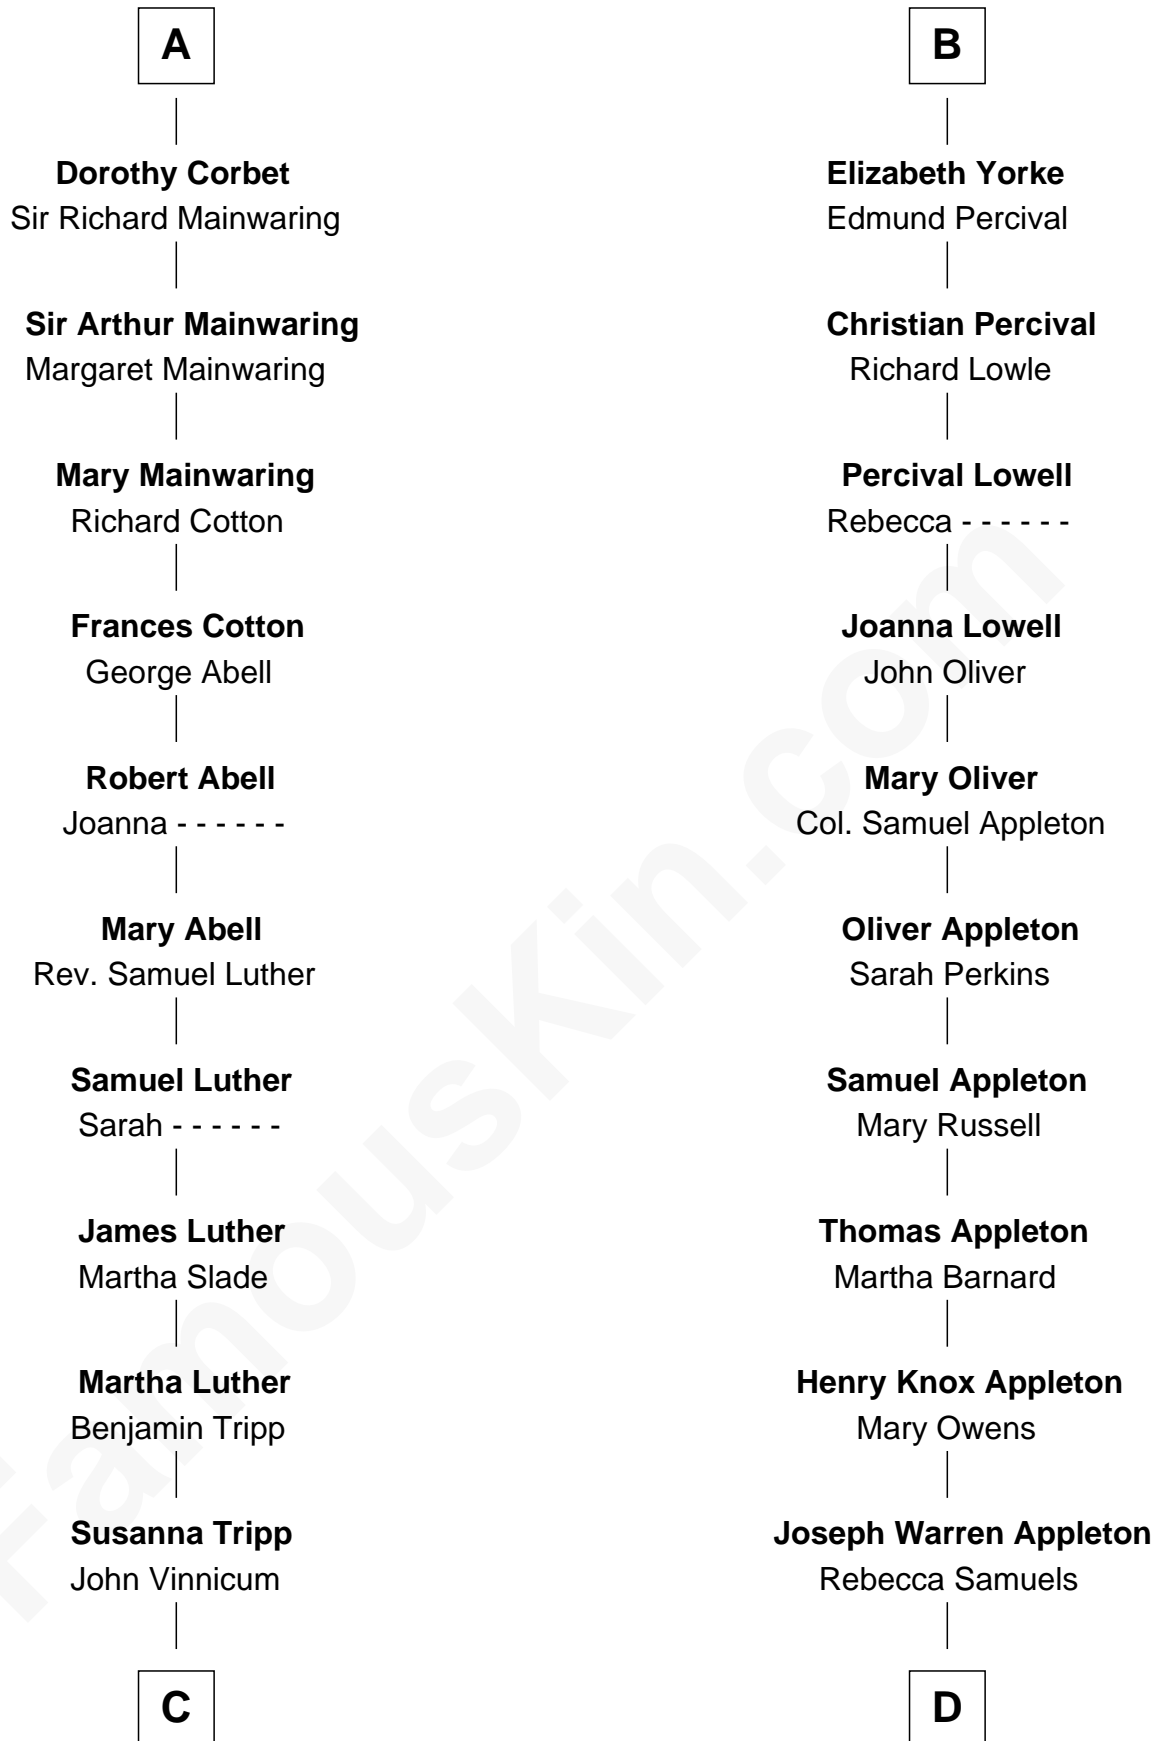 A
Dorothy Corbet
Sir Richard Mainwaring
Sir Arthur Mainwaring
Margaret Mainwaring
Mary Mainwaring
Richard Cotton
Frances Cotton
George Abell
Robert Abell
Joanna - - - - - -
Mary Abell
Rev. Samuel Luther
Samuel Luther
Sarah - - - - - -
James Luther
Martha Slade
Martha Luther
Benjamin Tripp
Susanna Tripp
John Vinnicum
C
B
Elizabeth Yorke
Edmund Percival
Christian Percival
Richard Lowle
Percival Lowell
Rebecca - - - - - -
Joanna Lowell
John Oliver
Mary Oliver
Col. Samuel Appleton
Oliver Appleton
Sarah Perkins
Samuel Appleton
Mary Russell
Thomas Appleton
Martha Barnard
Henry Knox Appleton
Mary Owens
Joseph Warren Appleton
Rebecca Samuels
D
FamousKin.com